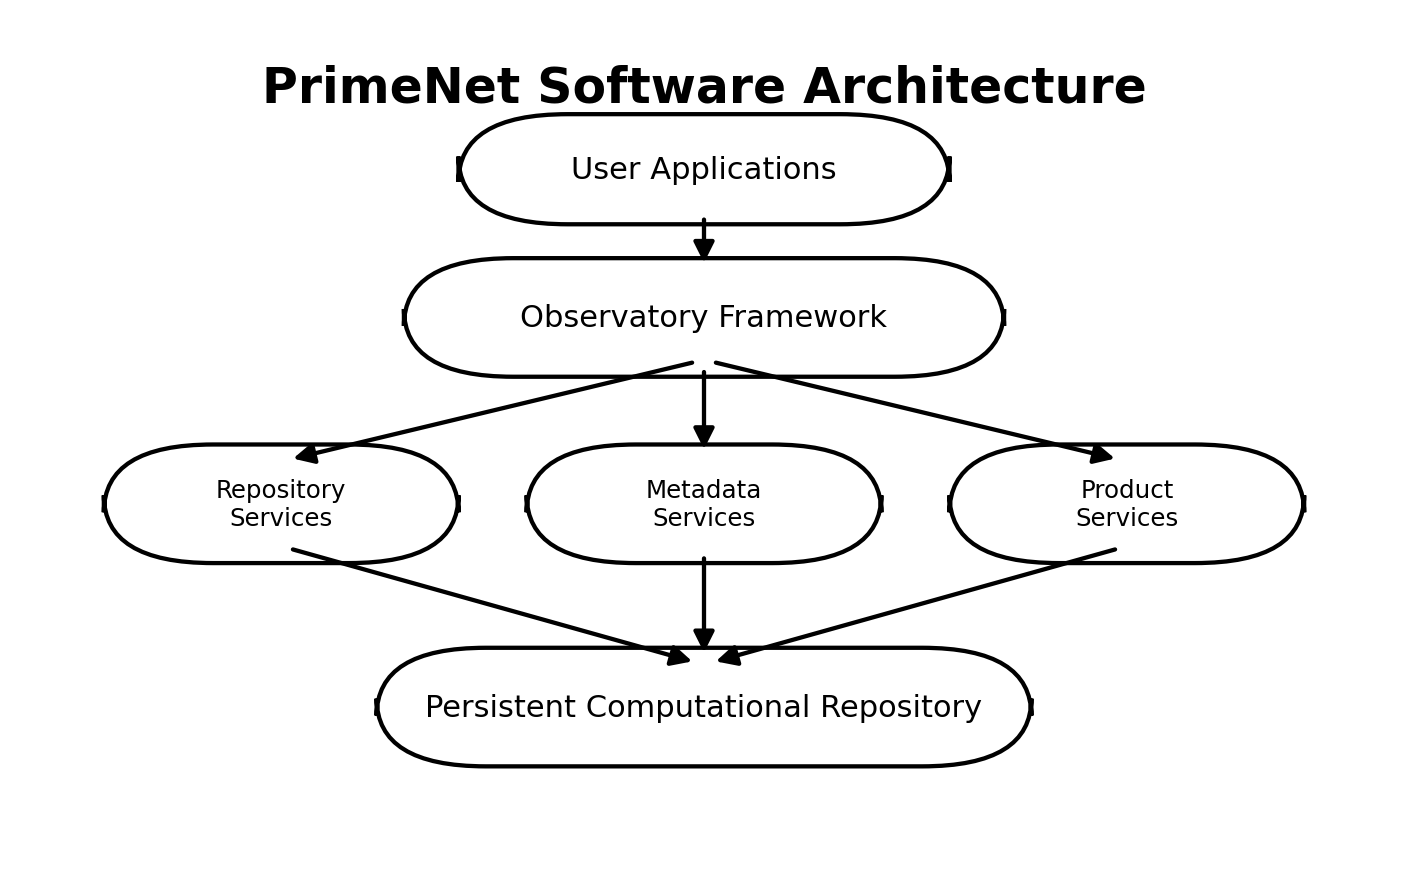 PrimeNet Software Architecture
User Applications
Observatory Framework
Repository
Services
Metadata
Services
Product
Services
Persistent Computational Repository